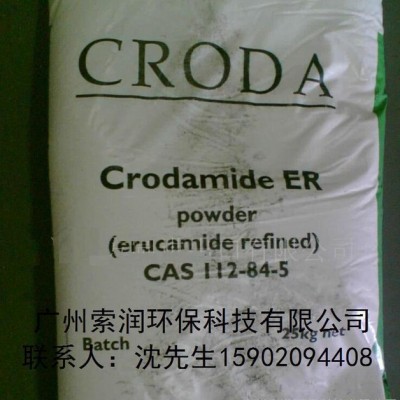 CRODA
Crodamide ER
powder
(erucamide refined)
CAS 112-84-5
广州索润环保科技有限公司
25kg net
Batch
联系人：沈先生15902094408